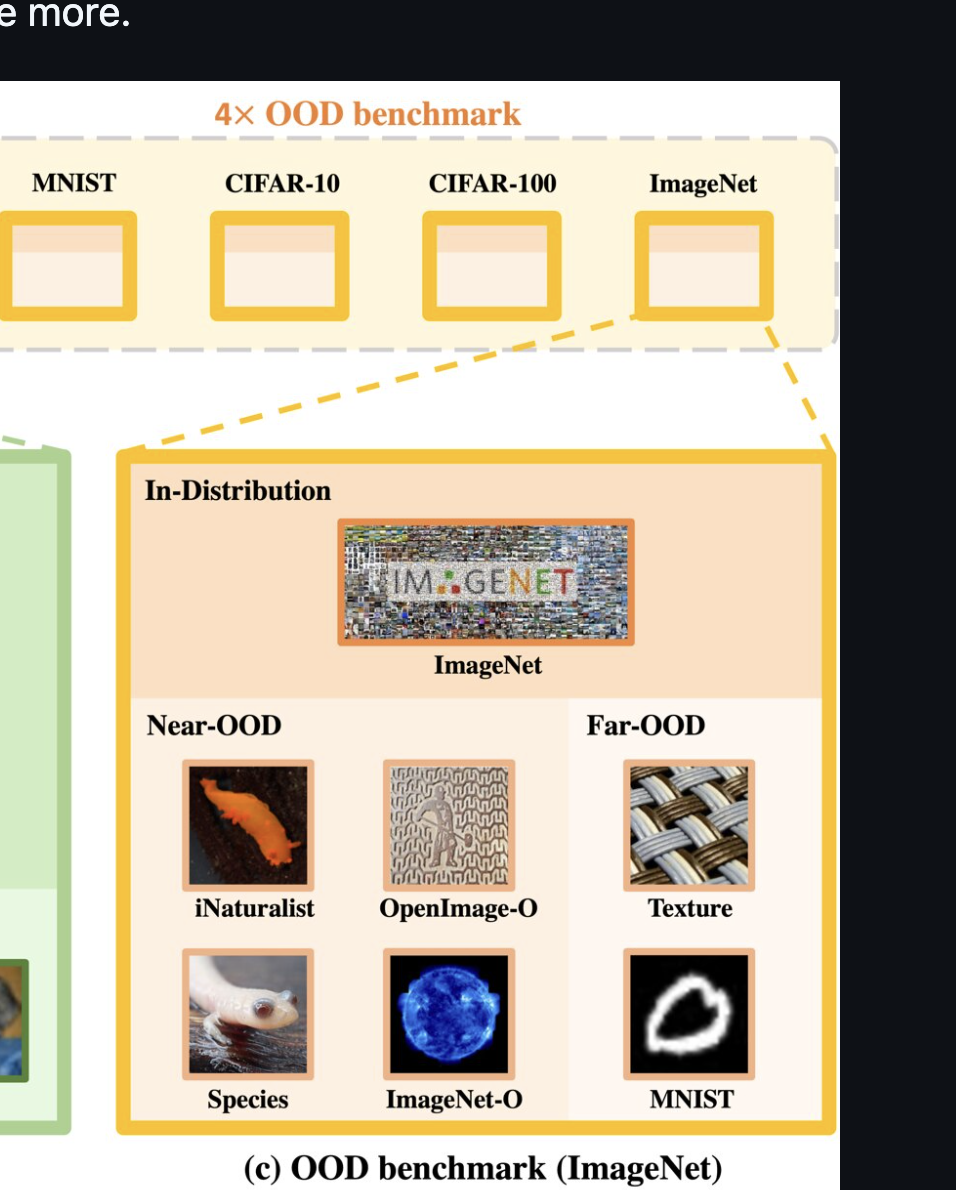 e more.
4× OOD benchmark
MNIST CIFAR-10 CIFAR-100 ImageNet
In-Distribution
IMAGENET
ImageNet
Near-OOD Far-OOD
iNaturalist OpenImage-O Texture
Species ImageNet-O MNIST
(c) OOD benchmark (ImageNet)